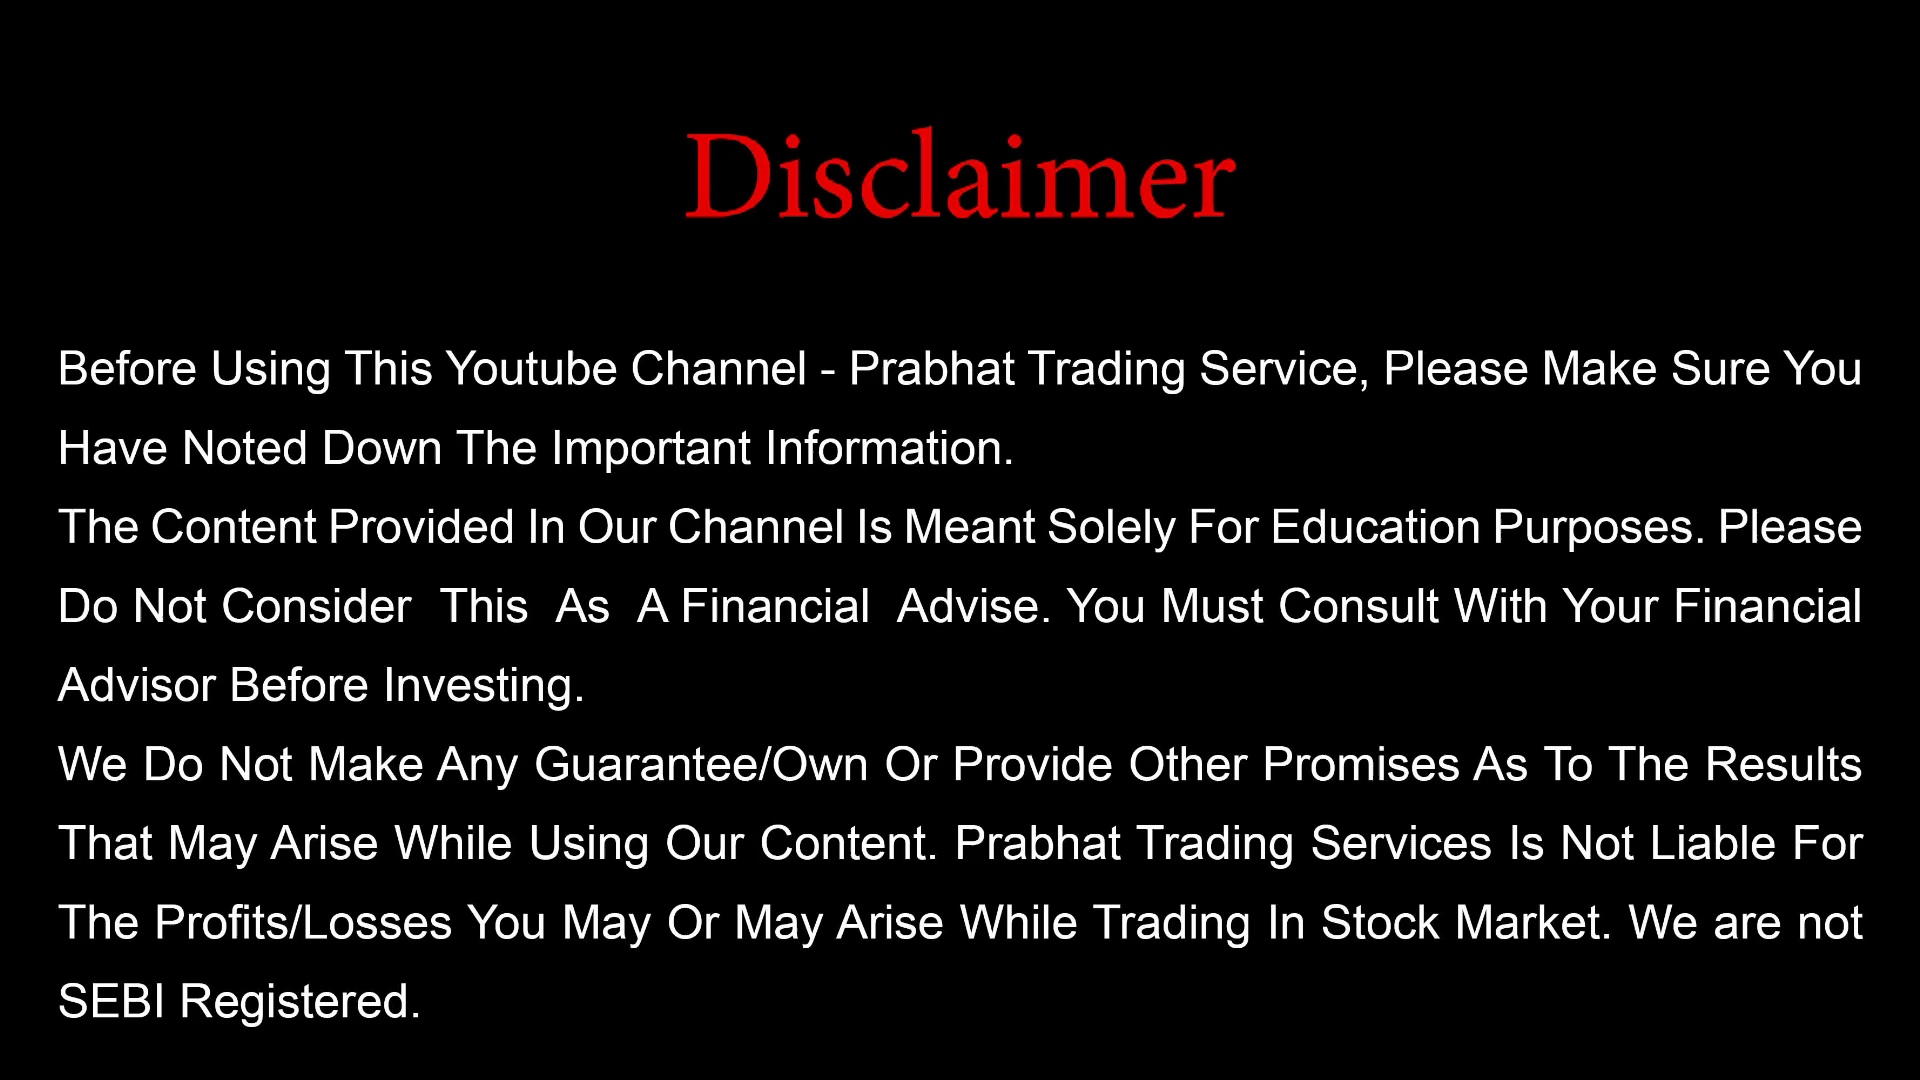 Disclaimer
Before Using This Youtube Channel - Prabhat Trading Service, Please Make Sure You
Have Noted Down The Important Information.
The Content Provided In Our Channel Is Meant Solely For Education Purposes. Please
Do Not Consider This As A Financial Advise. You Must Consult With Your Financial
Advisor Before Investing.
We Do Not Make Any Guarantee/Own Or Provide Other Promises As To The Results
That May Arise While Using Our Content. Prabhat Trading Services Is Not Liable For
The Profits/Losses You May Or May Arise While Trading In Stock Market. We are not
SEBI Registered.